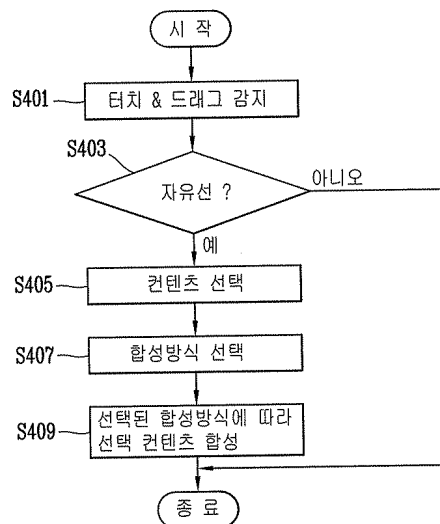 시 작
S401
터치 & 드래그 감지
S403
자유선 ?
아니오
예
S405
컨텐츠 선택
S407
합성방식 선택
S409
선택된 합성방식에 따라
선택 컨텐츠 합성
종 료